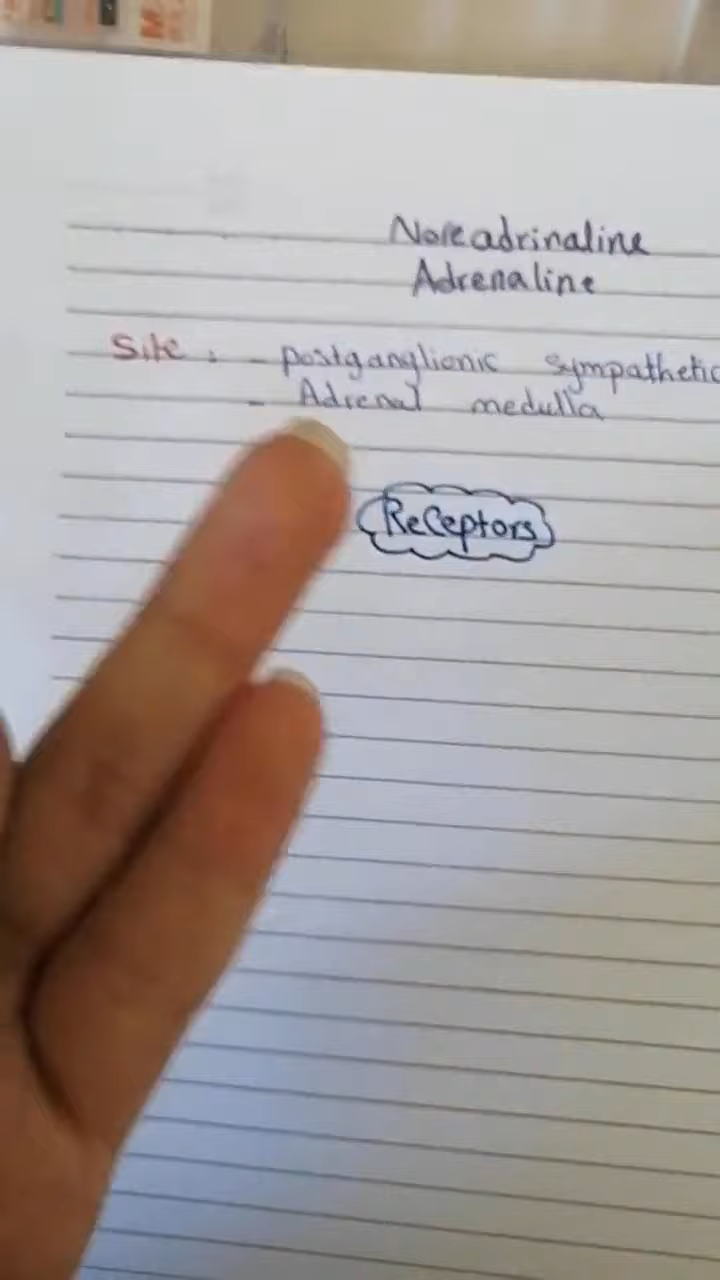 Noreadrinaline
Adrenaline
Site : - postganglionic sympathetic
- Adrenal medulla
Receptors